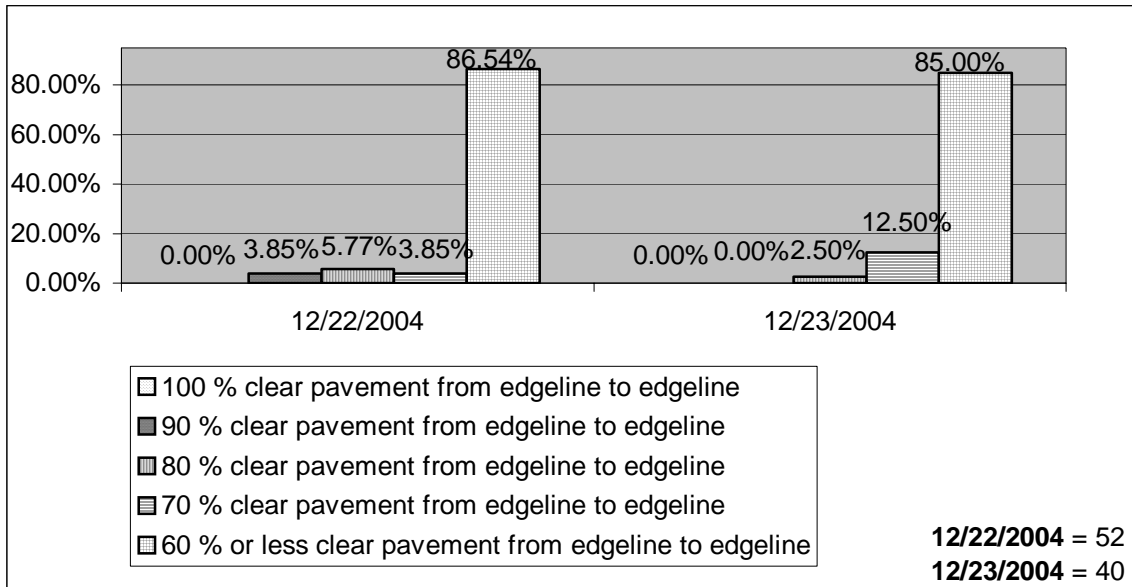 86.54%
85.00%
80.00%
60.00%
40.00%
20.00%
0.00%
0.00% 3.85% 5.77% 3.85%
0.00% 0.00% 2.50% 12.50%
12/22/2004
12/23/2004
100 % clear pavement from edgeline to edgeline
90 % clear pavement from edgeline to edgeline
80 % clear pavement from edgeline to edgeline
70 % clear pavement from edgeline to edgeline
60 % or less clear pavement from edgeline to edgeline
12/22/2004 = 52
12/23/2004 = 40